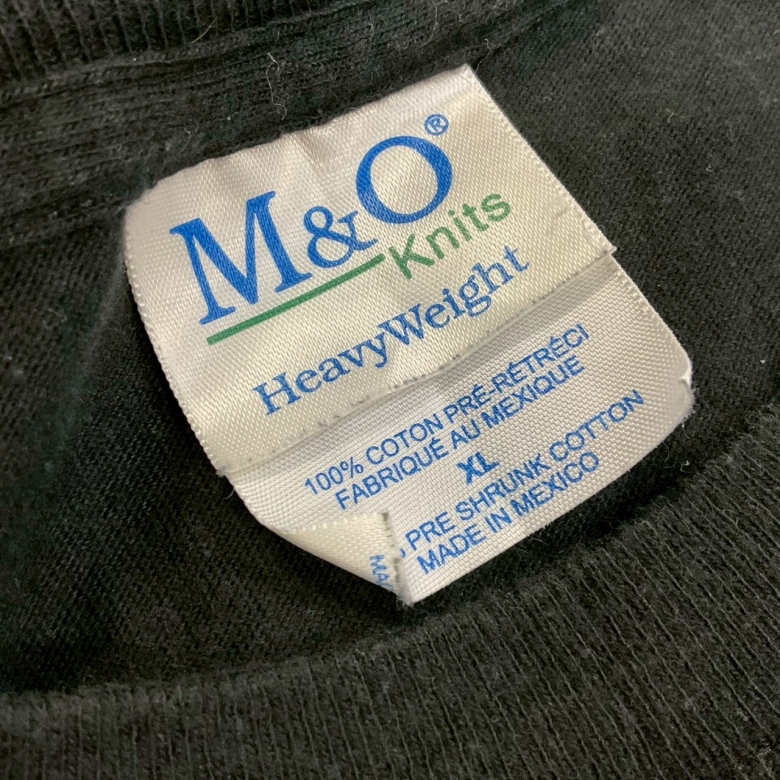 M&O®
Knits
HeavyWeight
100% COTON PRÉ-RÉTRÉCI
FABRIQUÉ AU MEXIQUE
XL
PRE SHRUNK COTTON
MADE IN MEXICO